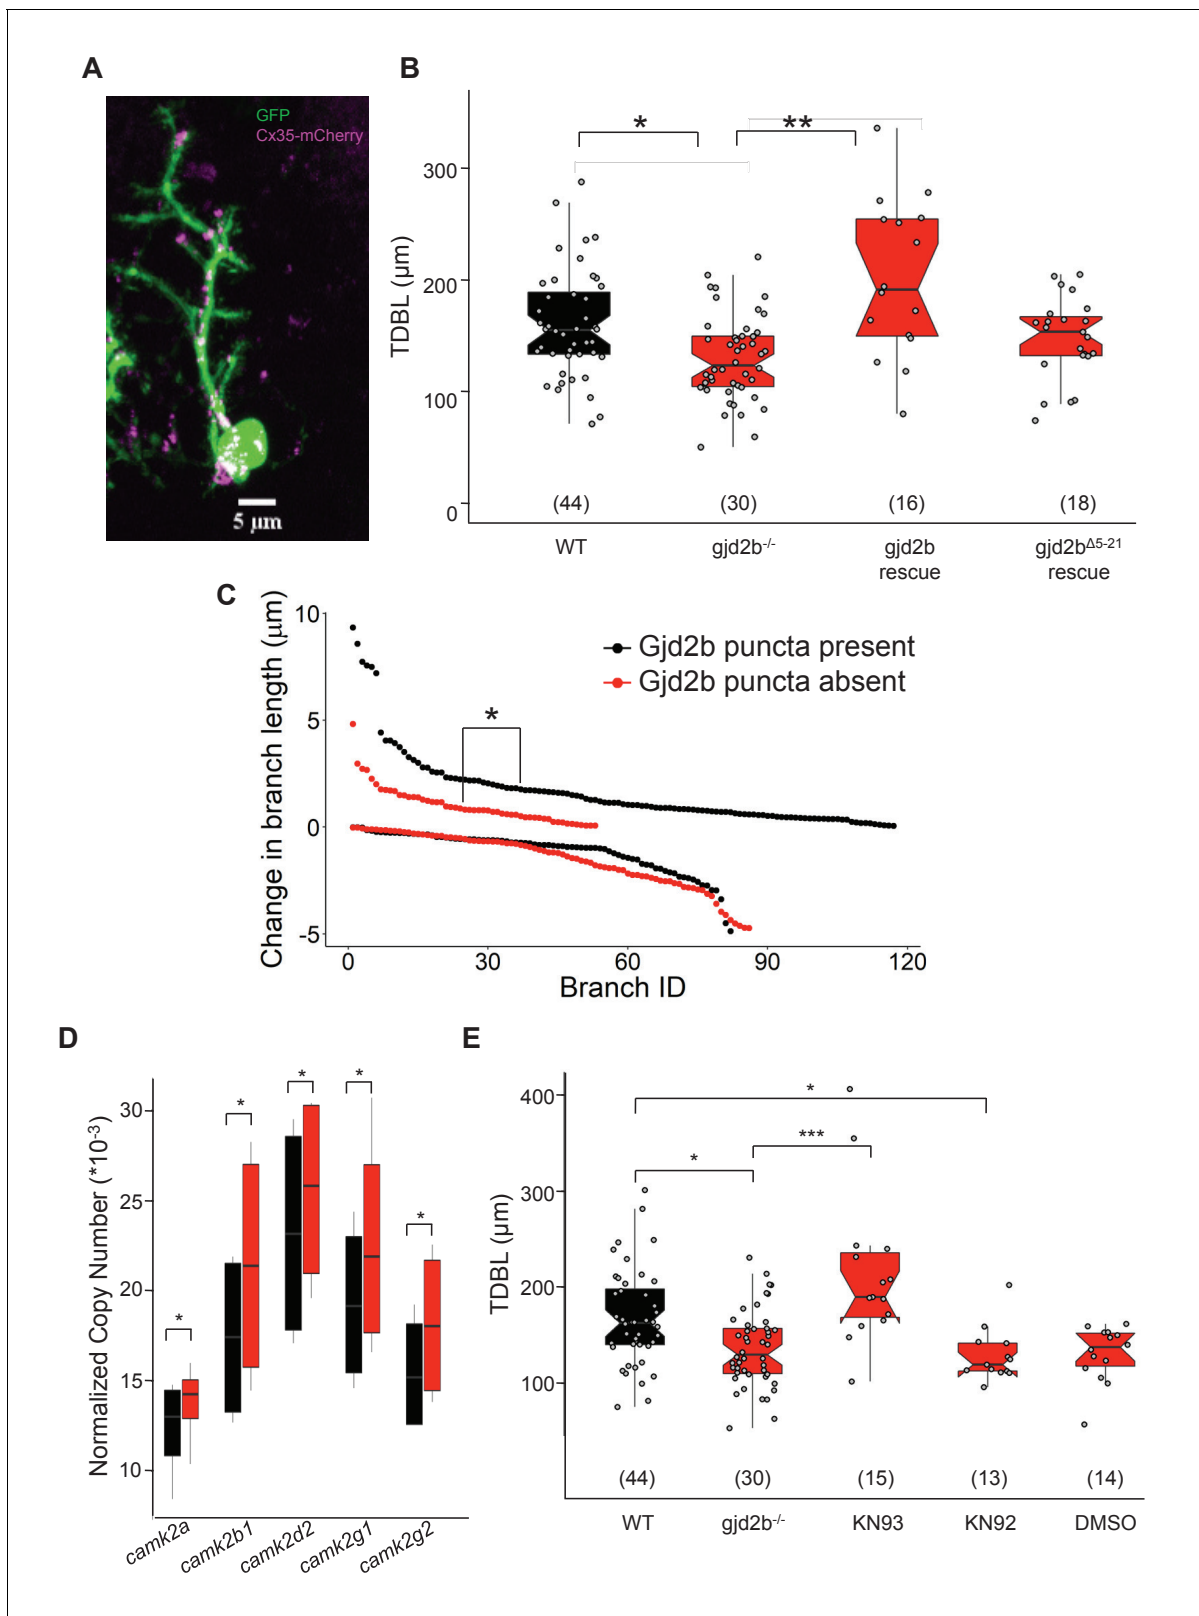 A
GFP
Cx35-mCherry
5 µm
B
TDBL (µm)
300
200
100
0
*
**
(44)
(30)
(16)
(18)
WT
gjd2b-/-
gjd2b
rescue
gjd2bΔ5-21
rescue
C
Change in branch length (µm)
10
5
0
-5
*
Gjd2b puncta present
Gjd2b puncta absent
0
30
60
90
120
Branch ID
D
Normalized Copy Number (*10-3)
30
25
20
15
10
*
*
*
*
*
camk2a
camk2b1
camk2d2
camk2g1
camk2g2
E
TDBL (µm)
400
300
200
100
*
***
*
(44)
(30)
(15)
(13)
(14)
WT
gjd2b-/-
KN93
KN92
DMSO